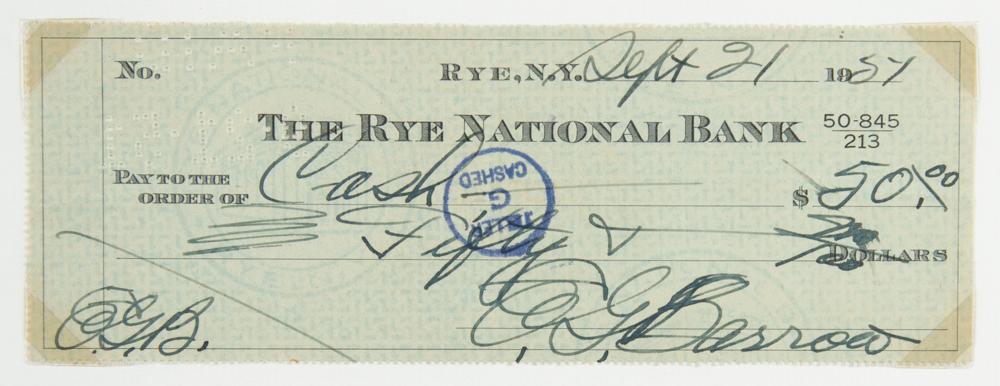 No. RYE, N.Y. Sept 21 1951
THE RYE NATIONAL BANK 50-845
213
PAY TO THE
ORDER OF Cash $ 50.00
CASHED
G
TELLER
Fifty & DOLLARS
E.G.B. E G Barrow